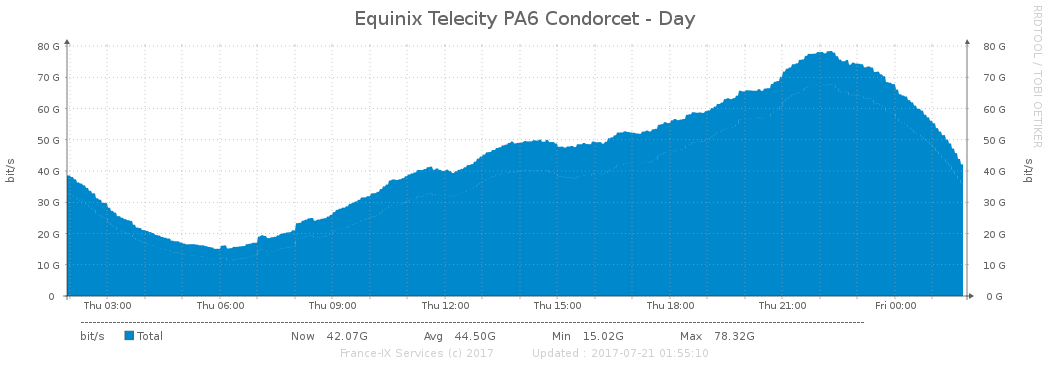 Equinix Telecity PA6 Condorcet - Day
RRDTOOL / TOBI OETIKER
80 G 80 G
70 G 70 G
60 G 60 G
50 G 50 G
40 G 40 G
30 G 30 G
20 G 20 G
10 G 10 G
0 0 G
bit/s
bit/s
Thu 03:00 Thu 06:00 Thu 09:00 Thu 12:00 Thu 15:00 Thu 18:00 Thu 21:00 Fri 00:00
bit/s Total Now 42.07G Avg 44.50G Min 15.02G Max 78.32G
France-IX Services (c) 2017 Updated : 2017-07-21 01:55:10